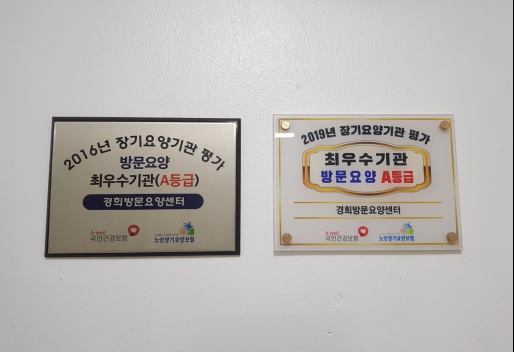 2016년 장기요양기관 평가
방문요양
최우수기관(A등급)
경희방문요양센터
h·well
국민건강보험
노인장기요양보험
2019년 장기요양기관 평가
최우수기관
방문요양 A등급
경희방문요양센터
h·well
국민건강보험
노인장기요양보험